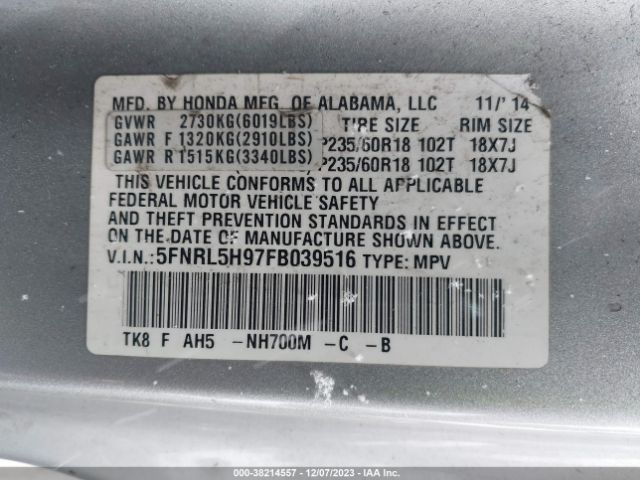 MFD. BY HONDA MFG. OF ALABAMA, LLC 11/'14
GVWR 2730KG(6019LBS) TIRE SIZE RIM SIZE
GAWR F 1320KG(2910LBS) P235/60R18 102T 18X7J
GAWR R 1515KG(3340LBS) P235/60R18 102T 18X7J
THIS VEHICLE CONFORMS TO ALL APPLICABLE
FEDERAL MOTOR VEHICLE SAFETY
AND THEFT PREVENTION STANDARDS IN EFFECT
ON THE DATE OF MANUFACTURE SHOWN ABOVE.
V.I.N.:5FNRL5H97FB039516 TYPE: MPV
TK8 F AH5 -NH700M -C -B
000-38214557 - 12/07/2023 - IAA Inc.